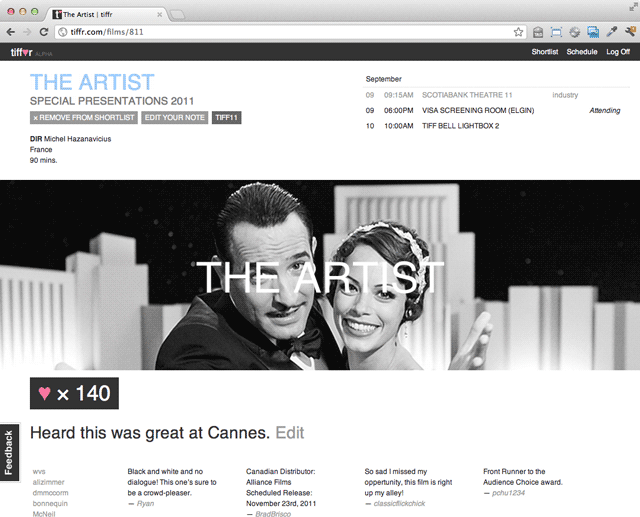 The Artist | tiffr
tiffr.com/films/811
tiff♥r ALPHA
Shortlist Schedule Log Off
THE ARTIST
SPECIAL PRESENTATIONS 2011
× REMOVE FROM SHORTLIST EDIT YOUR NOTE TIFF11
DIR Michel Hazanavicius
France
90 mins.
September
09 09:15AM SCOTIABANK THEATRE 11 industry
09 06:00PM VISA SCREENING ROOM (ELGIN) Attending
10 10:00AM TIFF BELL LIGHTBOX 2
THE ARTIST
♥ × 140
Heard this was great at Cannes. Edit
Feedback
wvs
alizimmer
dmmcorm
bonnequin
McNeil
Black and white and no
dialogue! This one's sure to
be a crowd-pleaser.
— Ryan
Canadian Distributor:
Alliance Films
Scheduled Release:
November 23rd, 2011
— BradBrisco
So sad I missed my
oppertunity, this film is right
up my alley!
— classicflickchick
Front Runner to the
Audience Choice award.
— pchu1234